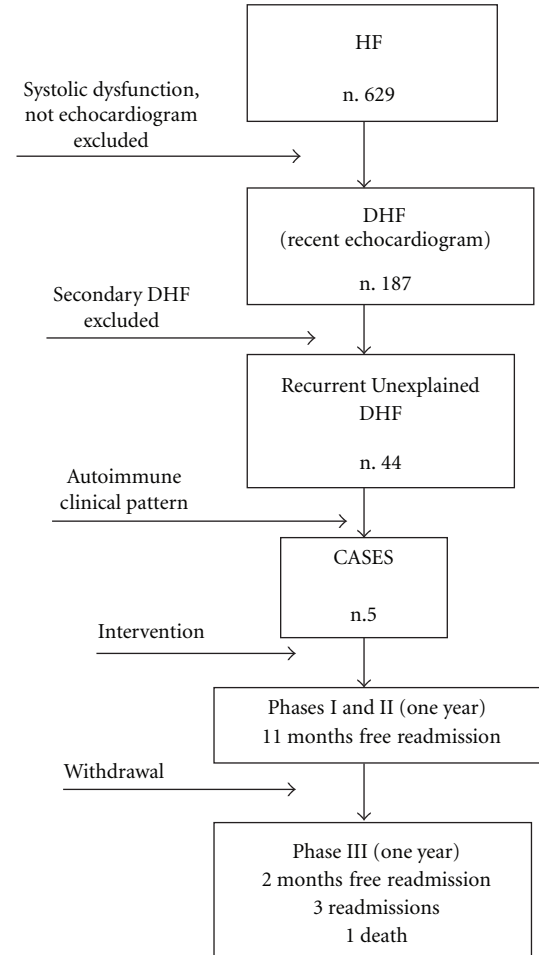 HF
n. 629
Systolic dysfunction,
not echocardiogram
excluded
DHF
(recent echocardiogram)
n. 187
Secondary DHF
excluded
Recurrent Unexplained
DHF
n. 44
Autoimmune
clinical pattern
CASES
n.5
Intervention
Phases I and II (one year)
11 months free readmission
Withdrawal
Phase III (one year)
2 months free readmission
3 readmissions
1 death